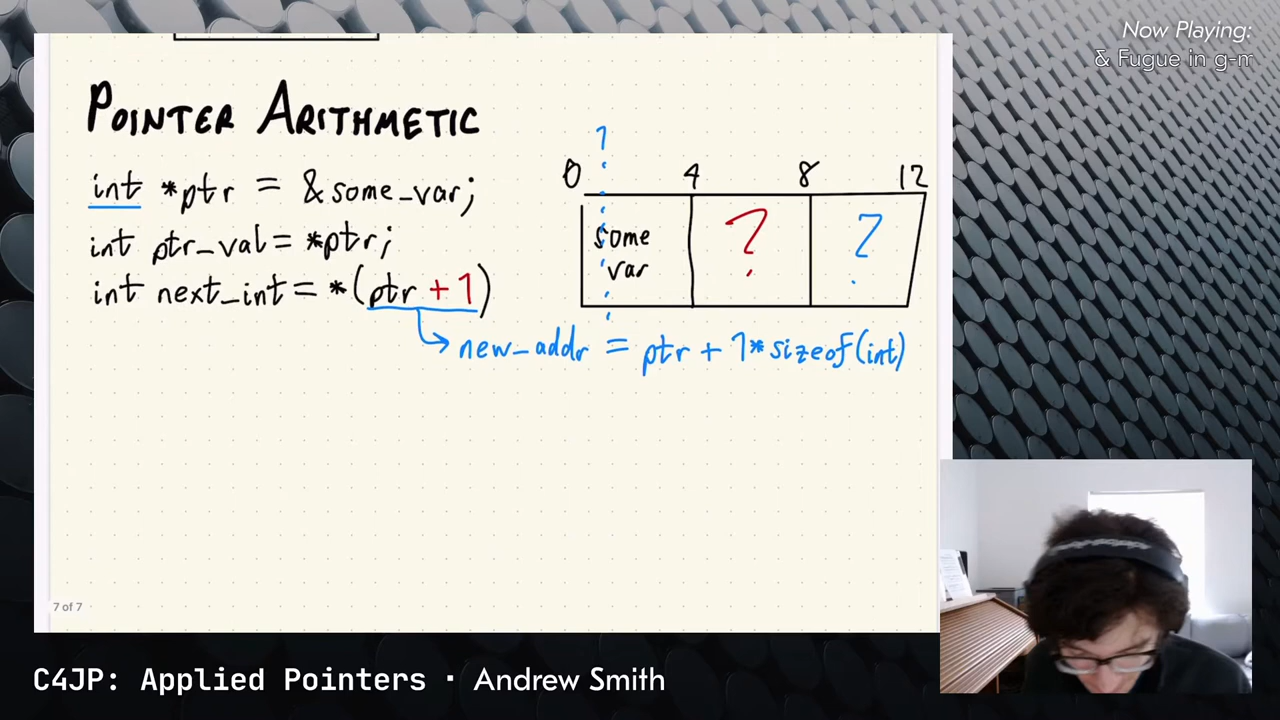 Now Playing:
& Fugue in g-m
POINTER ARITHMETIC
int *ptr = &some_var;
int ptr_val = *ptr;
int next_int = *(ptr +1)
new_addr = ptr + 1*sizeof(int)
1
0 4 8 12
some
var
? ?
7 of 7
C4JP: Applied Pointers · Andrew Smith